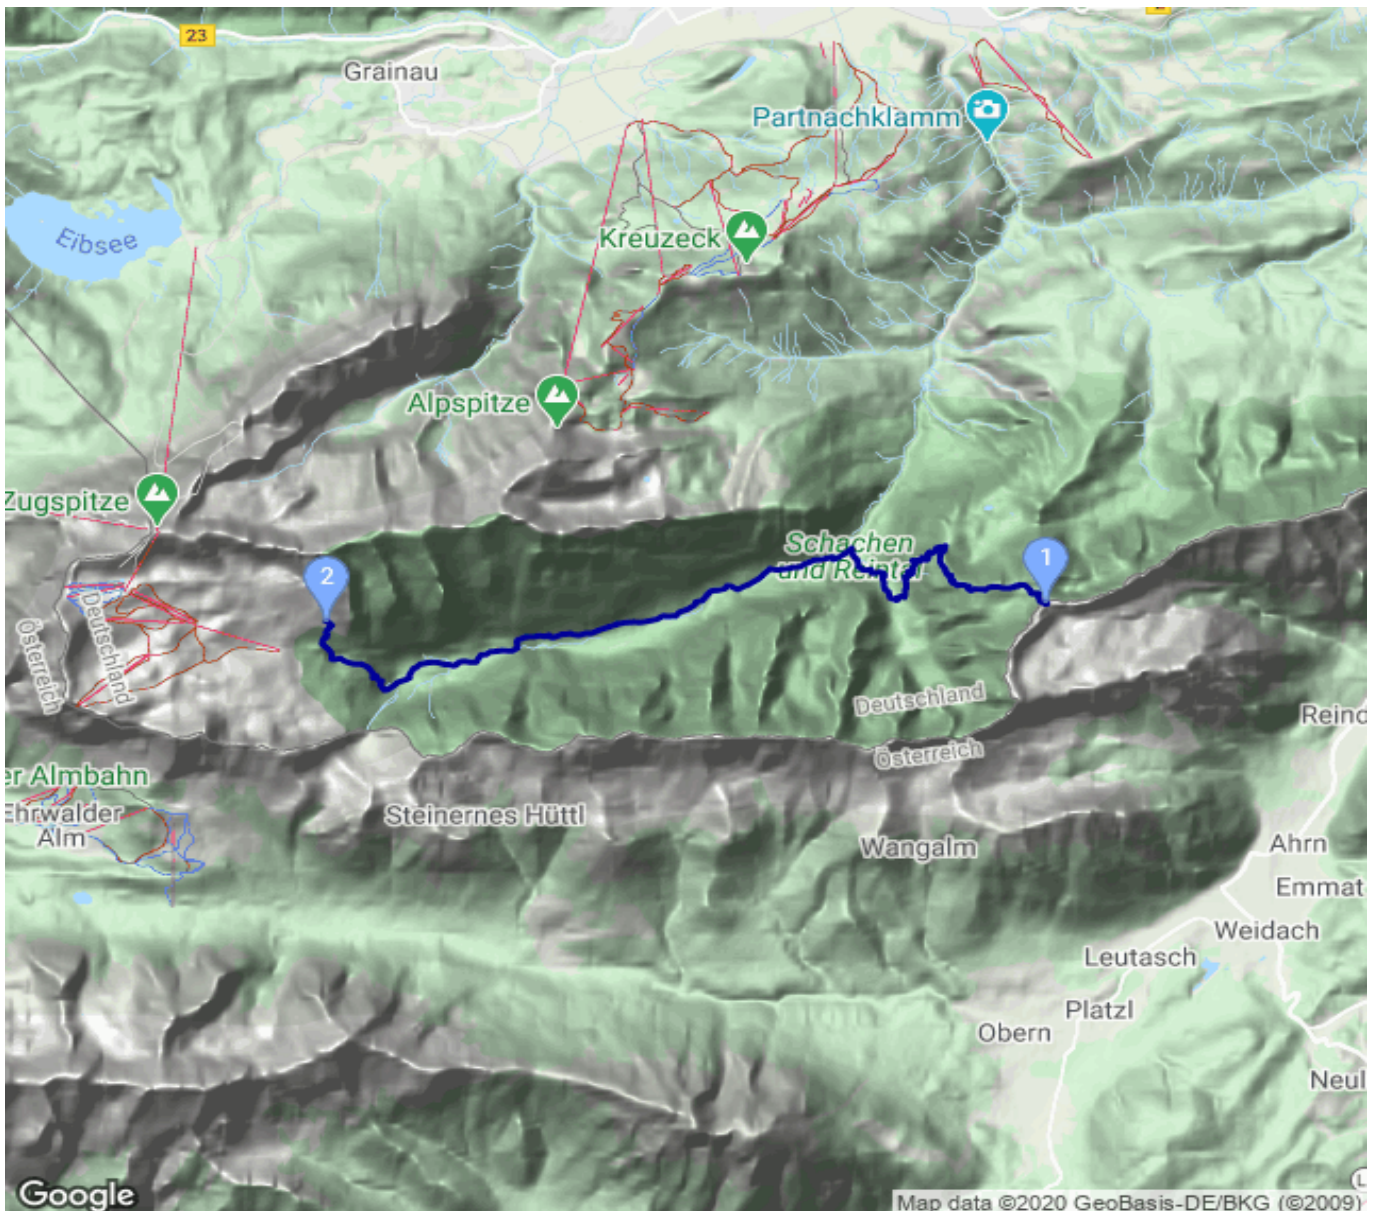 23
Grainau
Partnachklamm
Eibsee
Kreuzeck
Alpspitze
Zugspitze
Schachen
und Reintal
1
2
Deutschland
Österreich
Deutschland
Österreich
Reind
er Almbahn
Ehrwalder
Alm
Steinernes Hüttl
Wangalm
Ahrn
Emmat
Weidach
Leutasch
Platzl
Obern
Neul
Google
Map data ©2020 GeoBasis-DE/BKG (©2009)